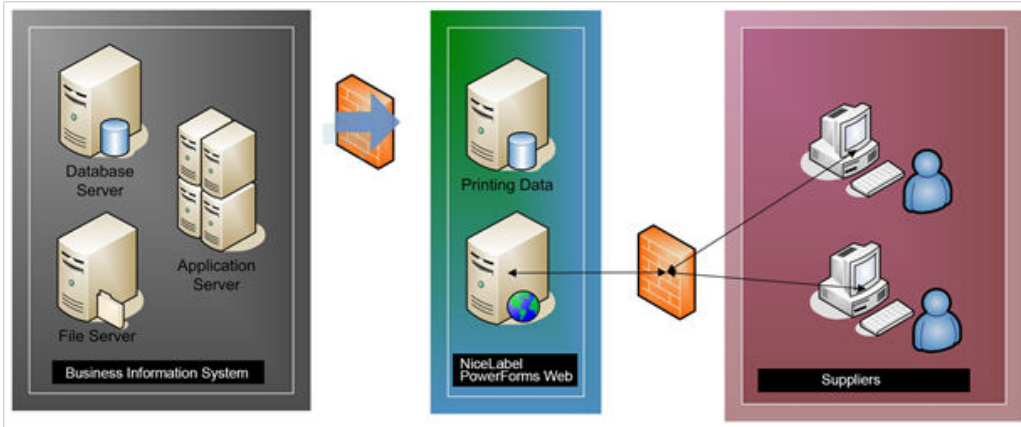 Database
Server
Application
Server
File Server
Business Information System
Printing Data
NiceLabel
PowerForms Web
Suppliers